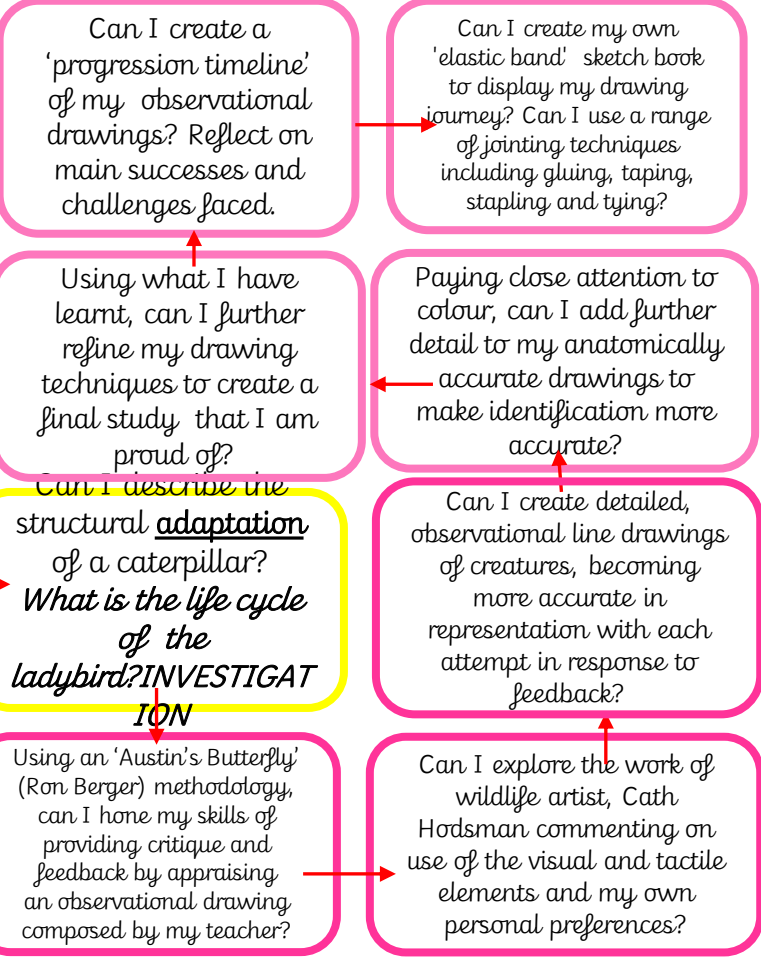 Can I create a
‘progression timeline’
of my observational
drawings? Reflect on
main successes and
challenges faced.
Can I create my own
'elastic band' sketch book
to display my drawing
journey? Can I use a range
of jointing techniques
including gluing, taping,
stapling and tying?
Using what I have
learnt, can I further
refine my drawing
techniques to create a
final study that I am
proud of?
Paying close attention to
colour, can I add further
detail to my anatomically
accurate drawings to
make identification more
accurate?
Can I describe the
structural adaptation
of a caterpillar?
What is the life cycle
of the
ladybird?INVESTIGAT
ION
Can I create detailed,
observational line drawings
of creatures, becoming
more accurate in
representation with each
attempt in response to
feedback?
Using an ‘Austin’s Butterfly’
(Ron Berger) methodology,
can I hone my skills of
providing critique and
feedback by appraising
an observational drawing
composed by my teacher?
Can I explore the work of
wildlife artist, Cath
Hodsman commenting on
use of the visual and tactile
elements and my own
personal preferences?